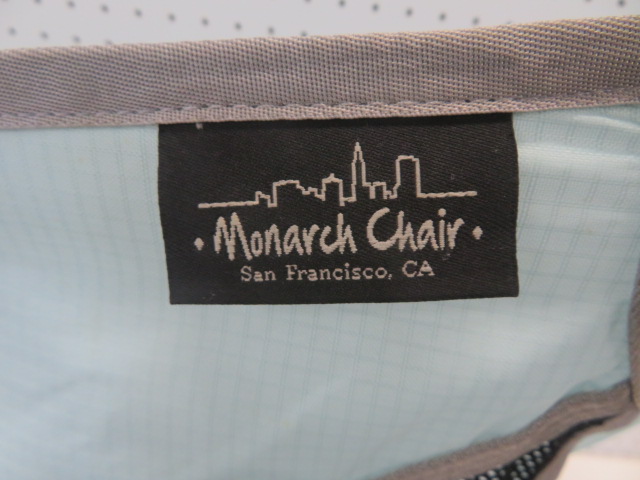 • Monarch Chair •
San Francisco, CA